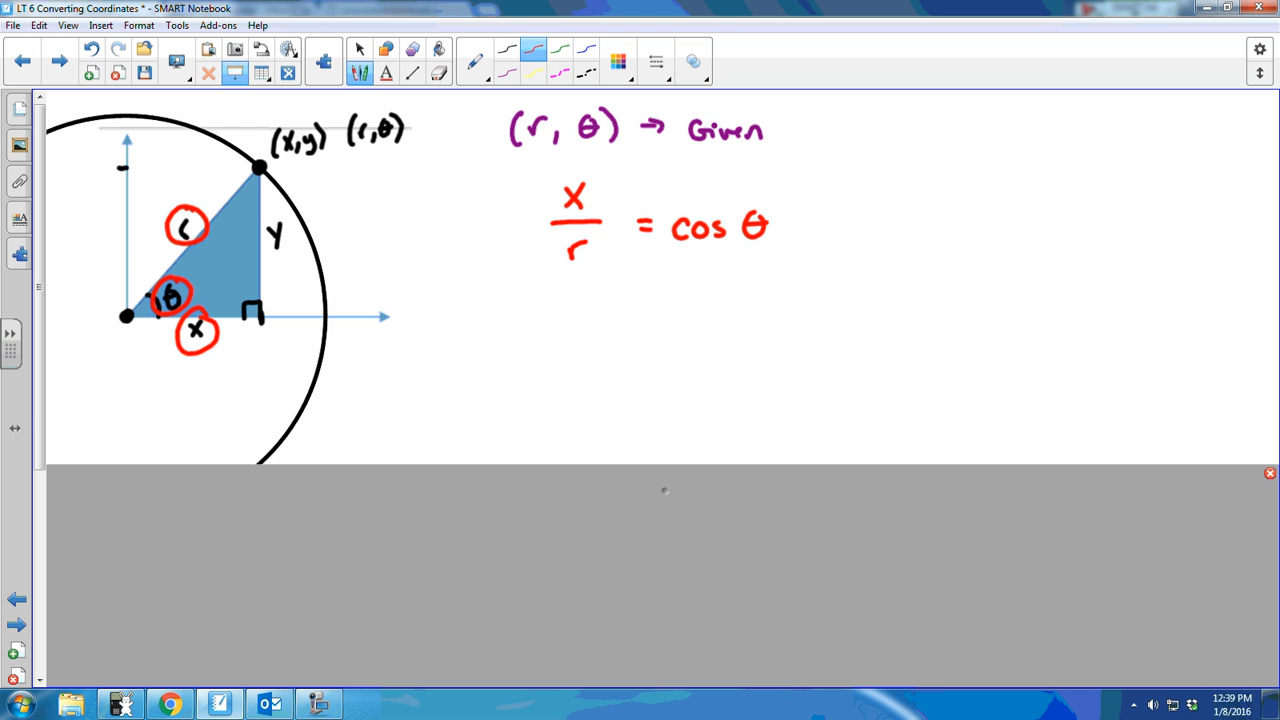 LT 6 Converting Coordinates * - SMART Notebook
File Edit View Insert Format Tools Add-ons Help
(x,y) (r,θ)
(r, θ) → Given
r
y
x/r = cos θ
θ
x
12:39 PM
1/8/2016